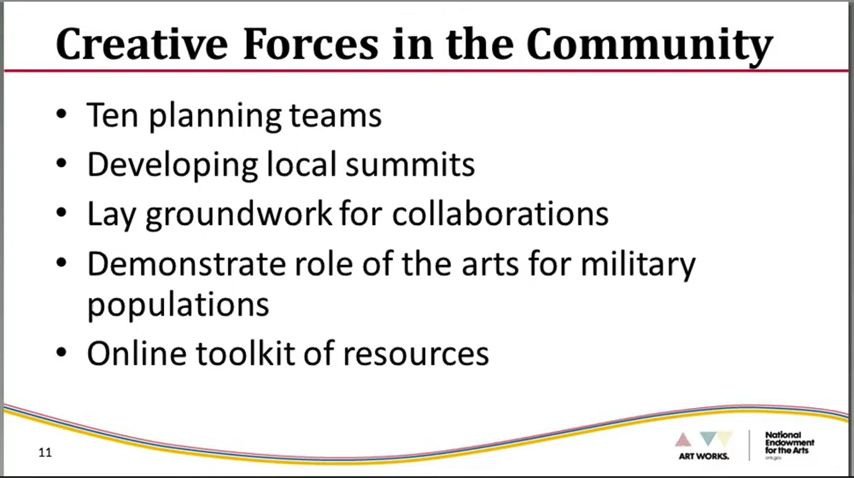 Creative Forces in the Community
• Ten planning teams
• Developing local summits
• Lay groundwork for collaborations
• Demonstrate role of the arts for military
populations
• Online toolkit of resources
11
ART WORKS.
National
Endowment
for the Arts
arts.gov